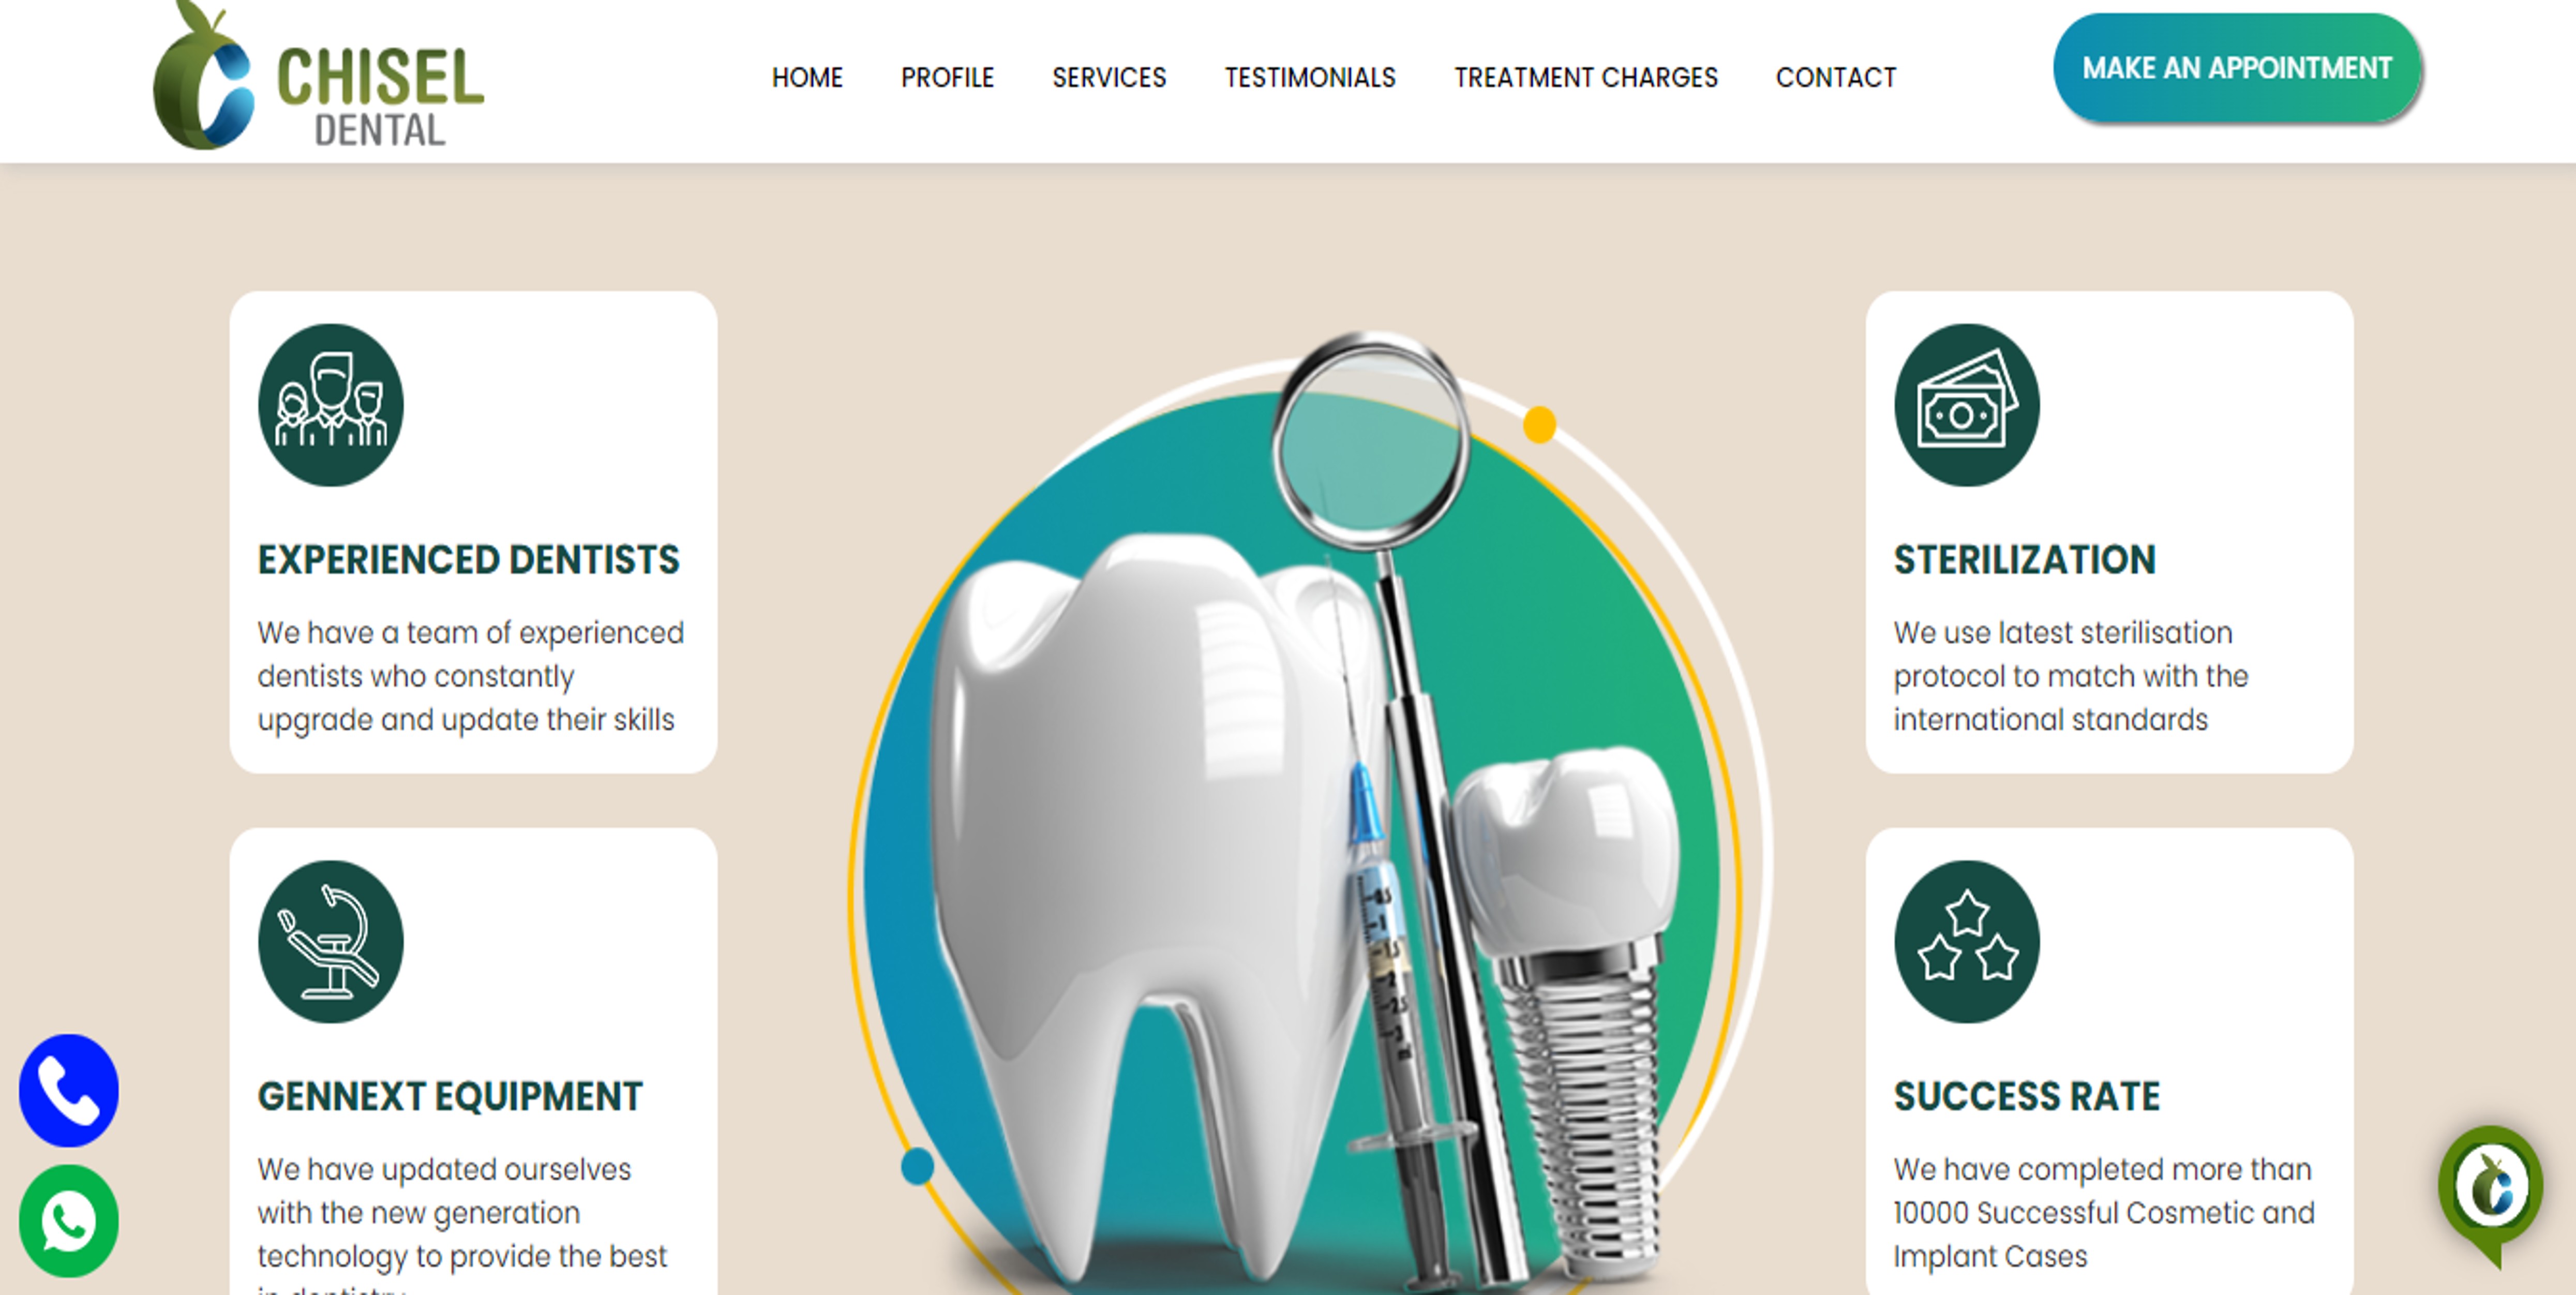 CHISEL
DENTAL
HOME PROFILE SERVICES TESTIMONIALS TREATMENT CHARGES CONTACT
MAKE AN APPOINTMENT
EXPERIENCED DENTISTS
We have a team of experienced
dentists who constantly
upgrade and update their skills
GENNEXT EQUIPMENT
We have updated ourselves
with the new generation
technology to provide the best
in dentistry
STERILIZATION
We use latest sterilisation
protocol to match with the
international standards
SUCCESS RATE
We have completed more than
10000 Successful Cosmetic and
Implant Cases